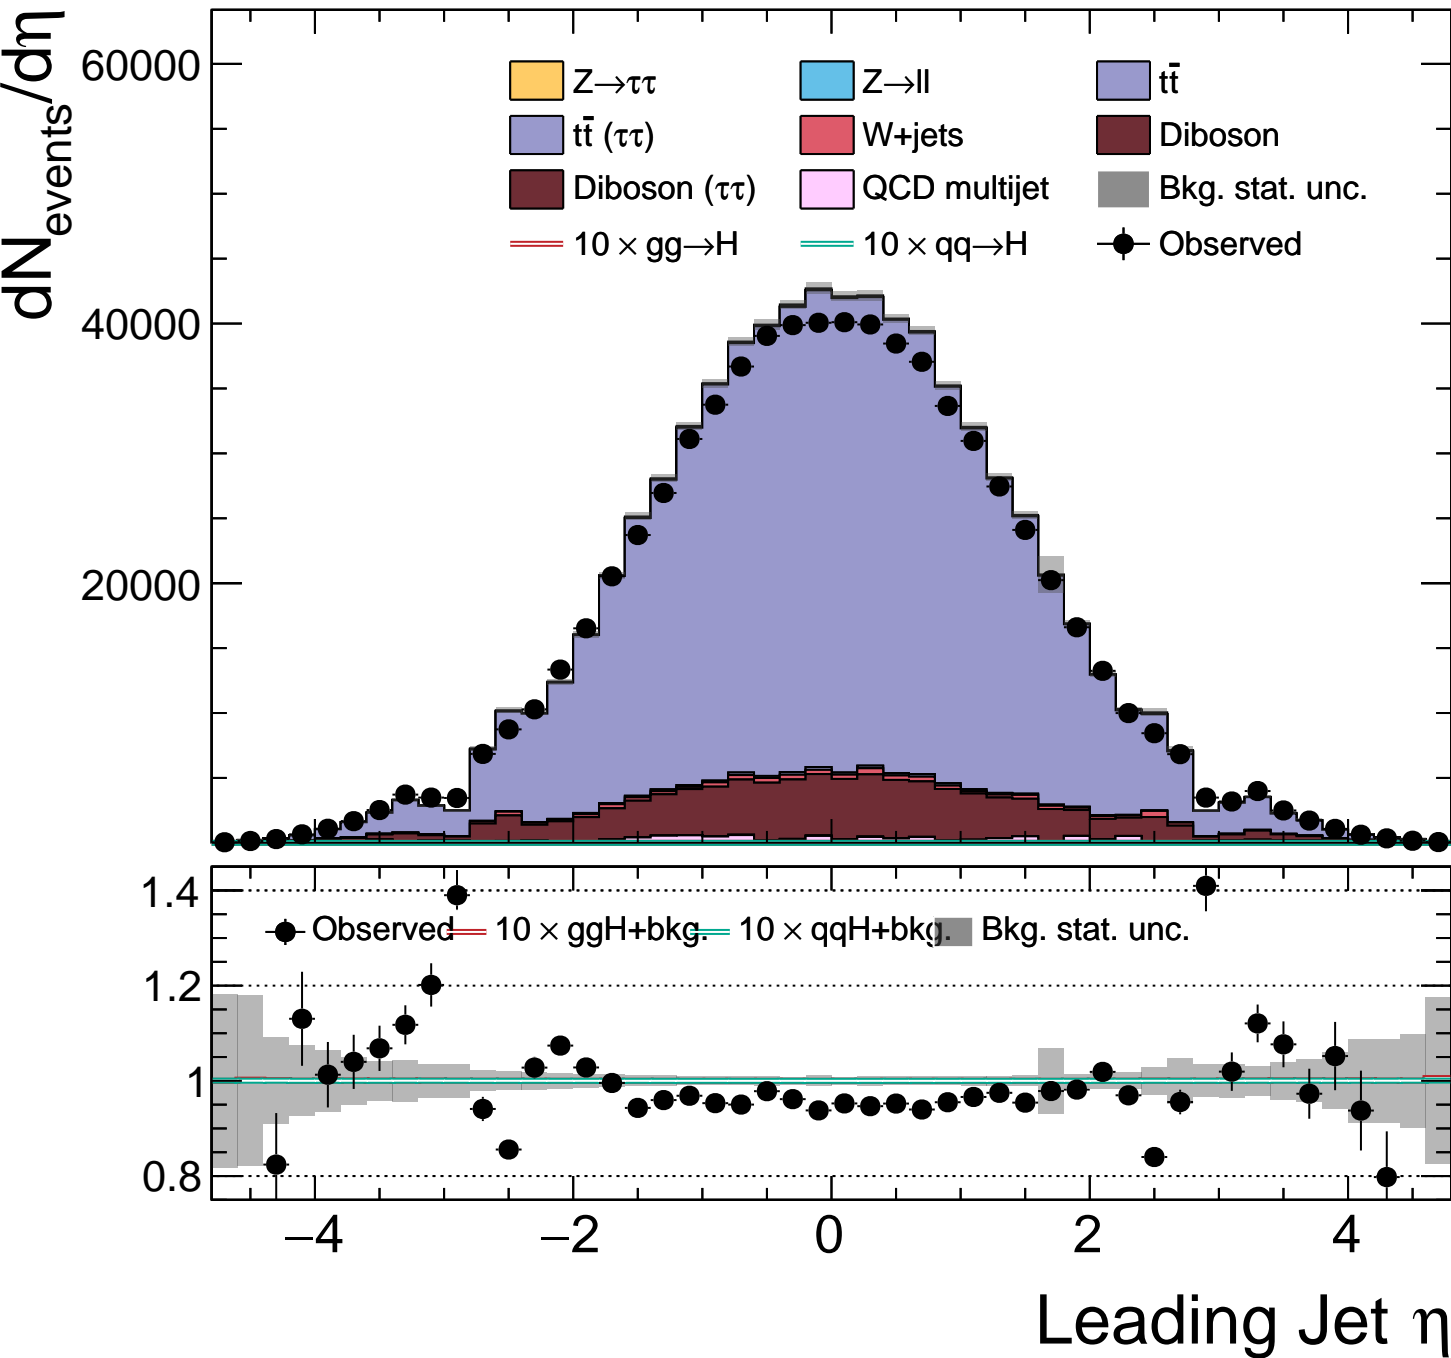 dN_events/dη
60000
40000
20000
Z→ττ Z→ll tt̄
tt̄ (ττ) W+jets Diboson
Diboson (ττ) QCD multijet Bkg. stat. unc.
10 × gg→H 10 × qq→H Observed
1.4
1.2
1
0.8
Observed 10 × ggH+bkg. 10 × qqH+bkg. Bkg. stat. unc.
−4 −2 0 2 4
Leading Jet η